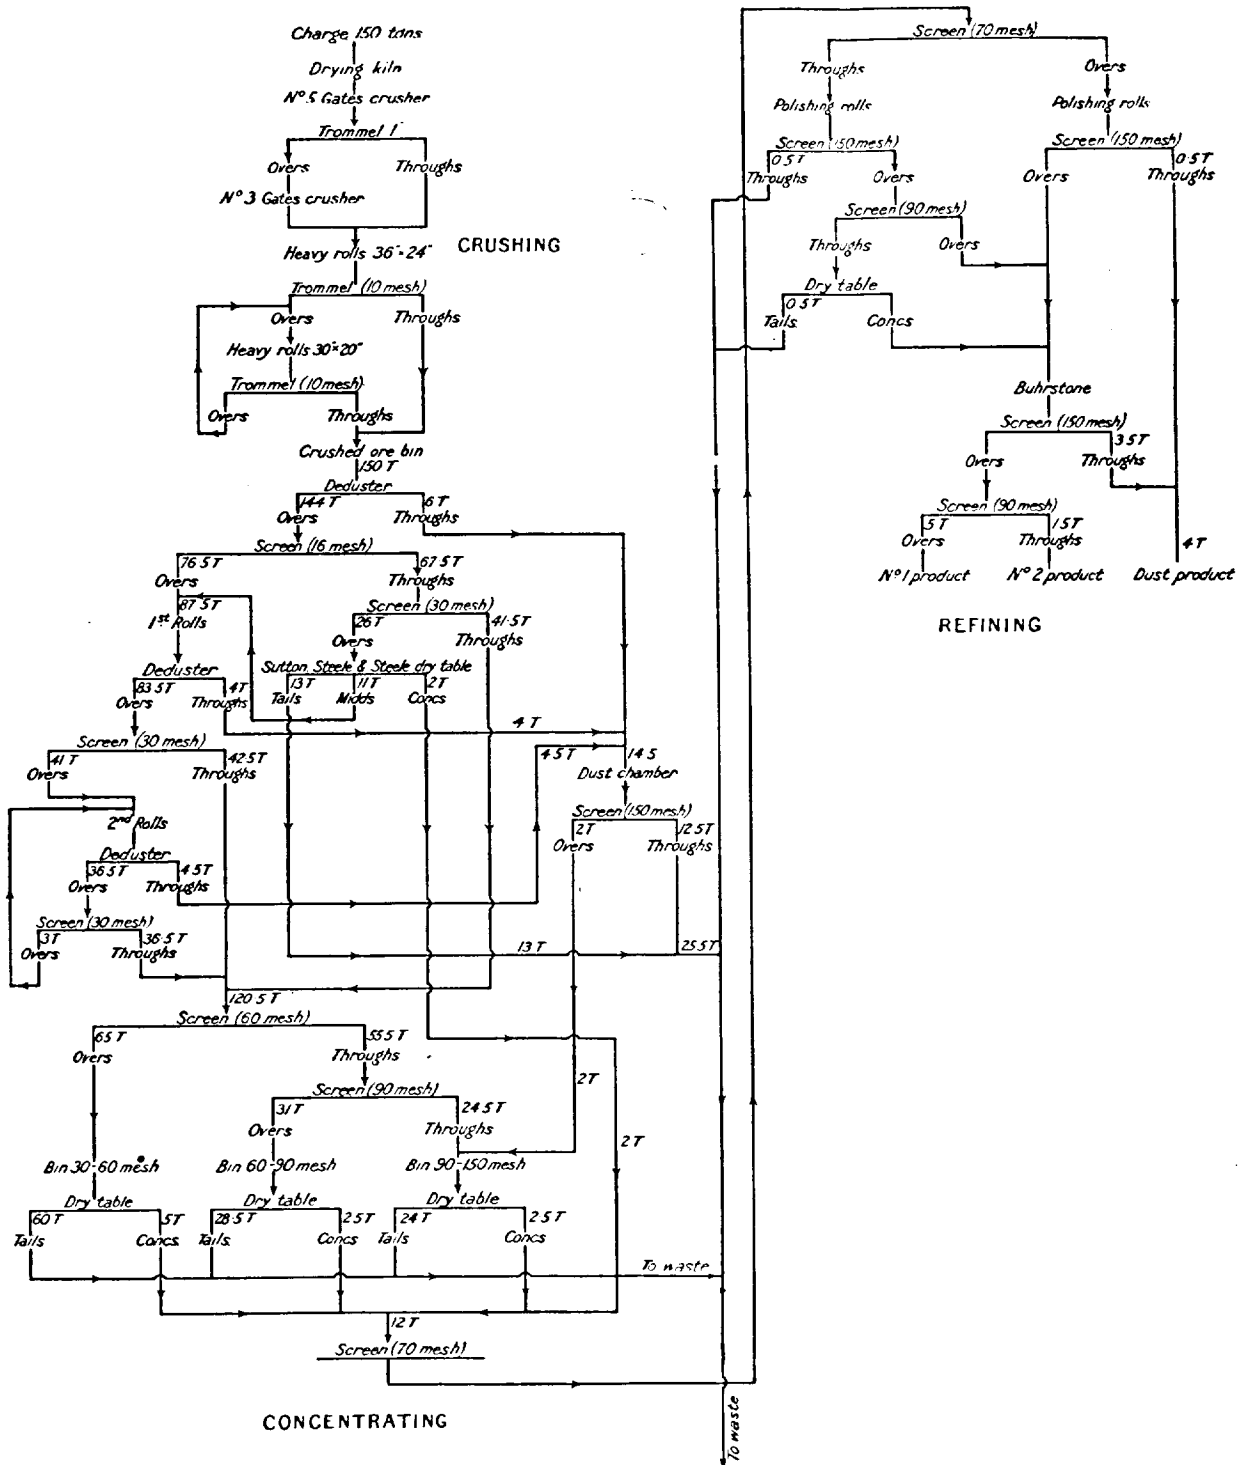 Charge 150 tons
Drying kiln
Nº 5 Gates crusher
Trommel 1"
Overs
Throughs
Nº 3 Gates crusher
CRUSHING
Heavy rolls 36"×24"
Trommel (10 mesh)
Overs
Throughs
Heavy rolls 30"×20"
Trommel (10 mesh)
Overs
Throughs
Crushed ore bin
150 T
Deduster
144 T
6 T
Overs
Throughs
Screen (16 mesh)
76·5 T
67·5 T
Overs
Throughs
87·5 T
1st Rolls
Screen (30 mesh)
26 T
41·5 T
Overs
Throughs
Sutton Steele & Steele dry table
13 T
11 T
2 T
Tails
Midds
Concs
Deduster
83·5 T
4 T
Overs
Throughs
4 T
Screen (30 mesh)
41 T
42·5 T
Overs
Throughs
4·5 T
14·5
Dust chamber
Screen (150 mesh)
2 T
12·5 T
Overs
Throughs
2nd Rolls
Deduster
36·5 T
4·5 T
Overs
Throughs
Screen (30 mesh)
3 T
36·5 T
Overs
Throughs
13 T
25·5 T
120·5 T
Screen (60 mesh)
65 T
55·5 T
Overs
Throughs
Screen (90 mesh)
31 T
24·5 T
Overs
Throughs
2 T
2 T
Bin 30-60 mesh
Bin 60-90 mesh
Bin 90-150 mesh
Dry table
Dry table
Dry table
60 T
5 T
28·5 T
2·5 T
24 T
2·5 T
Tails
Concs
Tails
Concs
Tails
Concs
To waste
12 T
Screen (70 mesh)
CONCENTRATING
To waste
Screen (70 mesh)
Throughs
Overs
Polishing rolls
Polishing rolls
Screen (150 mesh)
Screen (150 mesh)
0·5 T
Throughs
Overs
Overs
0·5 T
Throughs
Screen (90 mesh)
Throughs
Overs
Dry table
0·5 T
Tails
Concs
Buhrstone
Screen (150 mesh)
Overs
3·5 T
Throughs
Screen (90 mesh)
5 T
1·5 T
Overs
Throughs
4 T
Nº 1 product
Nº 2 product
Dust product
REFINING